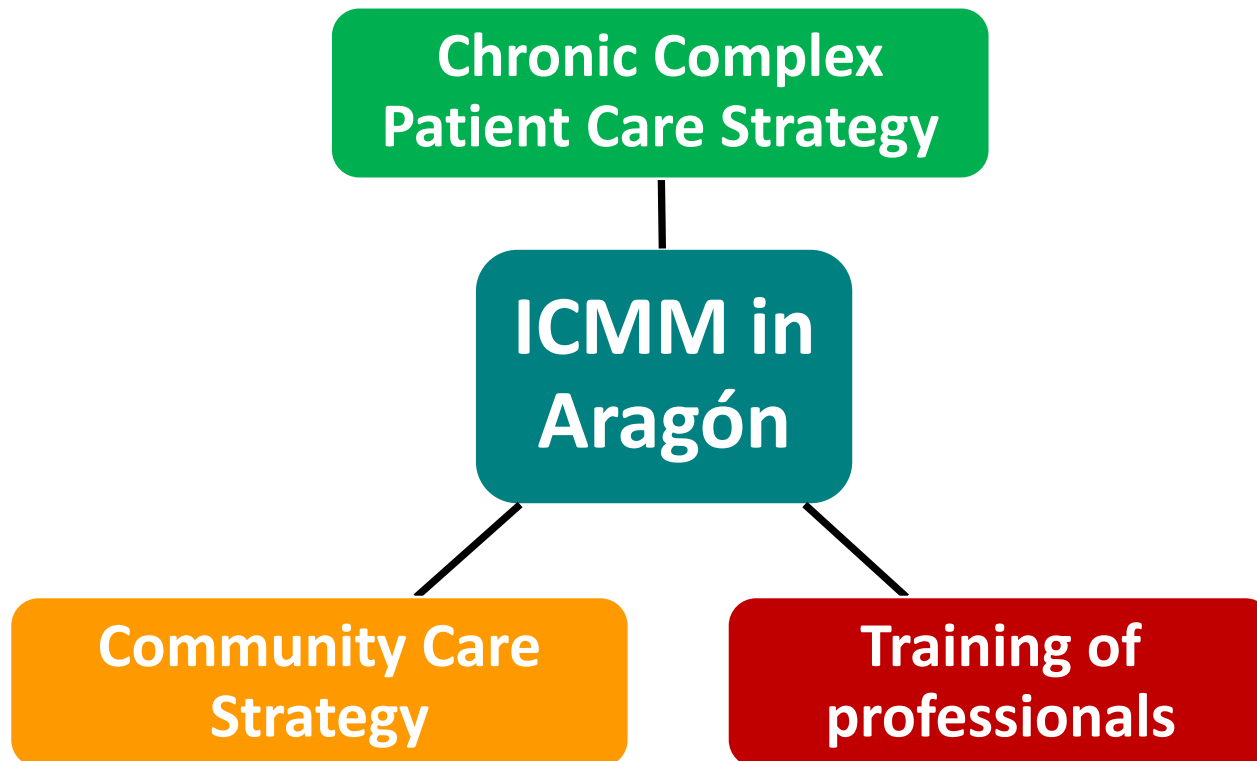 Chronic Complex
Patient Care Strategy
ICMM in
Aragón
Community Care
Strategy
Training of
professionals